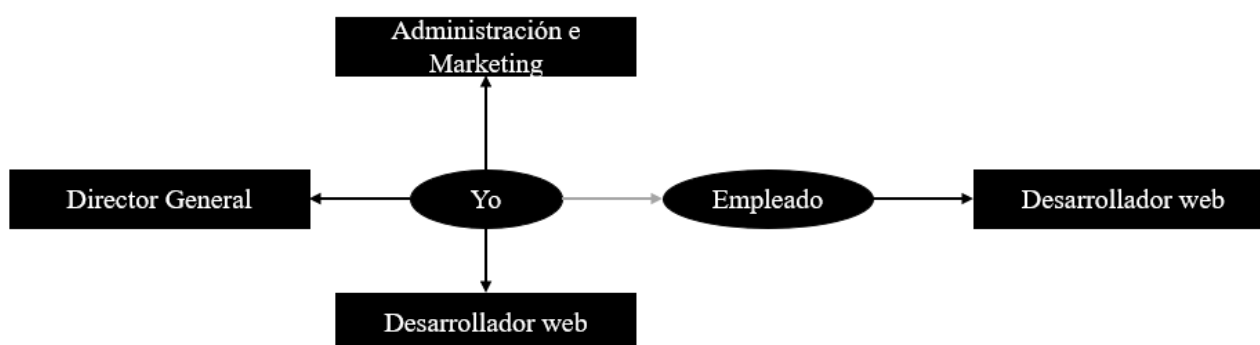 Administración e
Marketing
Director General
Yo
Empleado
Desarrollador web
Desarrollador web